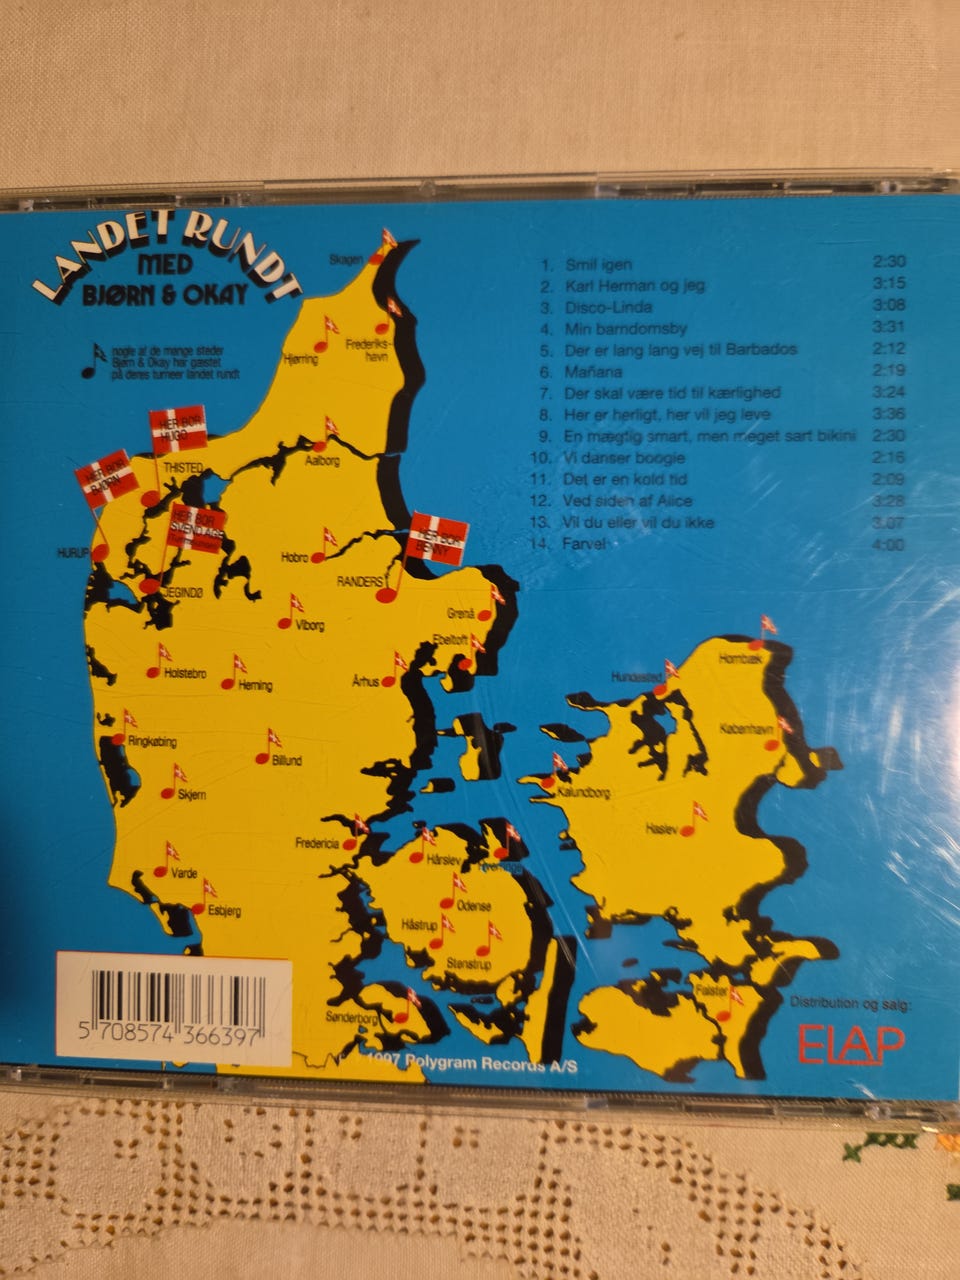 LANDET RUNDT
MED
BJØRN & OKAY
nogle af de mange steder
Bjørn & Okay har gæstet
på deres turneer landet rundt
1. Smil igen 2:30
2. Karl Herman og jeg 3:15
3. Disco-Linda 3:08
4. Min barndomsby 3:31
5. Der er lang lang vej til Barbados 2:12
6. Mañana 2:19
7. Der skal være tid til kærlighed 3:24
8. Her er herligt, her vil jeg leve 3:36
9. En mægtig smart, men meget sart bikini 2:30
10. Vi danser boogie 2:16
11. Det er en kold tid 2:09
12. Ved siden af Alice 3:28
13. Vil du eller vil du ikke 3:07
14. Farvel 4:00
Skagen
Hjørring
Frederiks-
havn
HER BOR
HUGO
THISTED
Aalborg
HER BOR
BJØRN
HURUP
HER BOR
SVEND AGE
JEGINDØ
Hobro
HER BOR
BENNY
RANDERS
Viborg
Grenå
Ebeltoft
Holstebro
Herning
Århus
Ringkøbing
Billund
Skjern
Fredericia
Varde
Esbjerg
Hårslev
Odense
Håstrup
Stenstrup
Sønderborg
Hornbæk
Hundested
København
Kalundborg
Haslev
Falster
Distribution og salg:
ELAP
5 708574 366397
1997 Polygram Records A/S